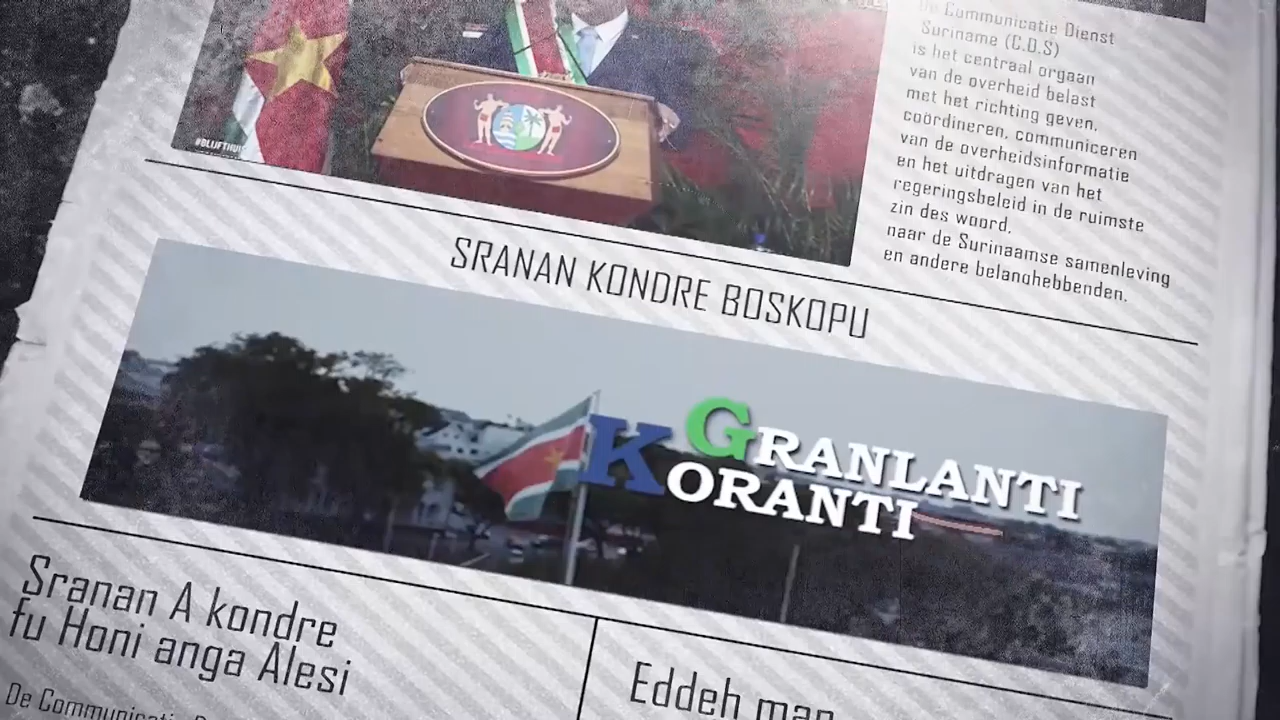 De Communicatie Dienst
Suriname (C.D.S)
is het centraal orgaan
van de overheid belast
met het richting geven,
coördineren, communiceren
van de overheidsinformatie
en het uitdragen van het
regeringsbeleid in de ruimste
zin des woord,
naar de Surinaamse samenleving
en andere belanghebbenden.
SRANAN KONDRE BOSKOPU
GRANLANTI
KORANTI
Sranan A kondre
fu Honi anga Alesi
De Communicatie
Eddeh man